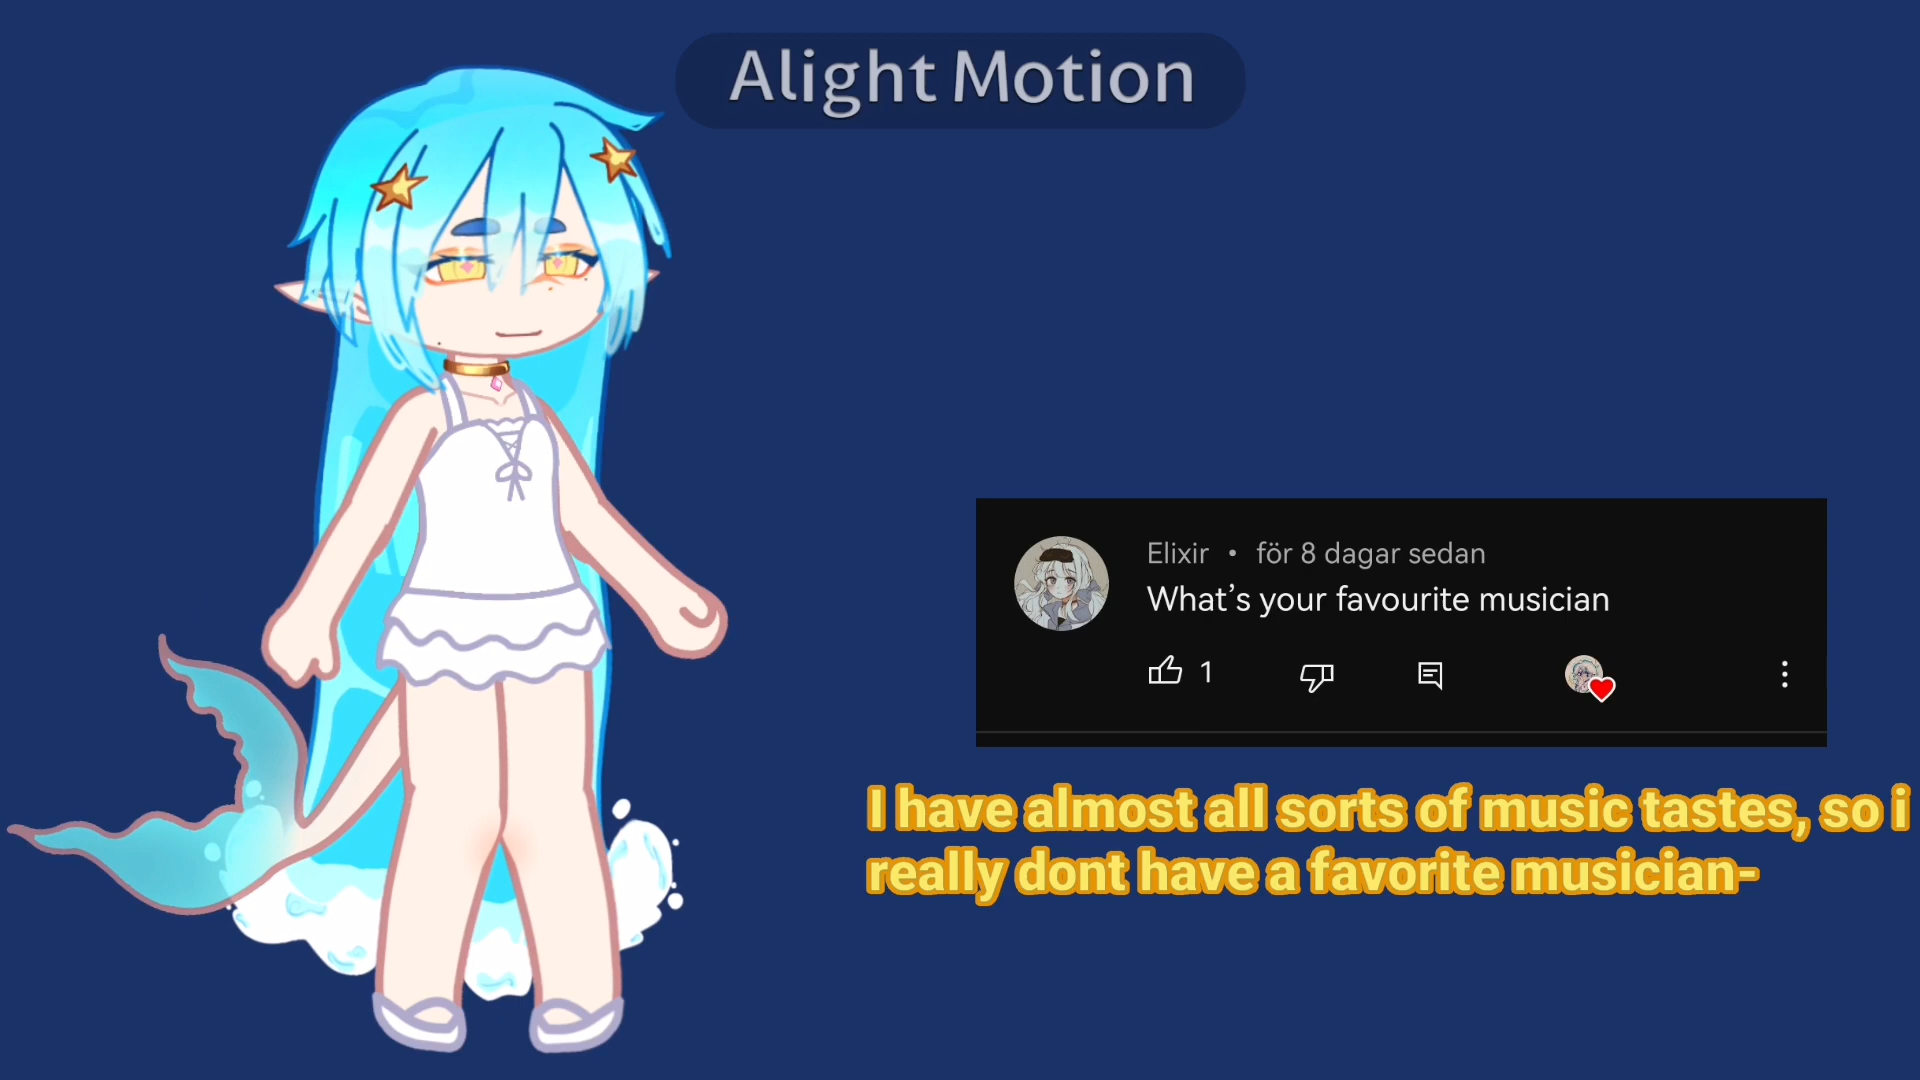 Alight Motion
Elixir • för 8 dagar sedan
What's your favourite musician
1
I have almost all sorts of music tastes, so i
really dont have a favorite musician-